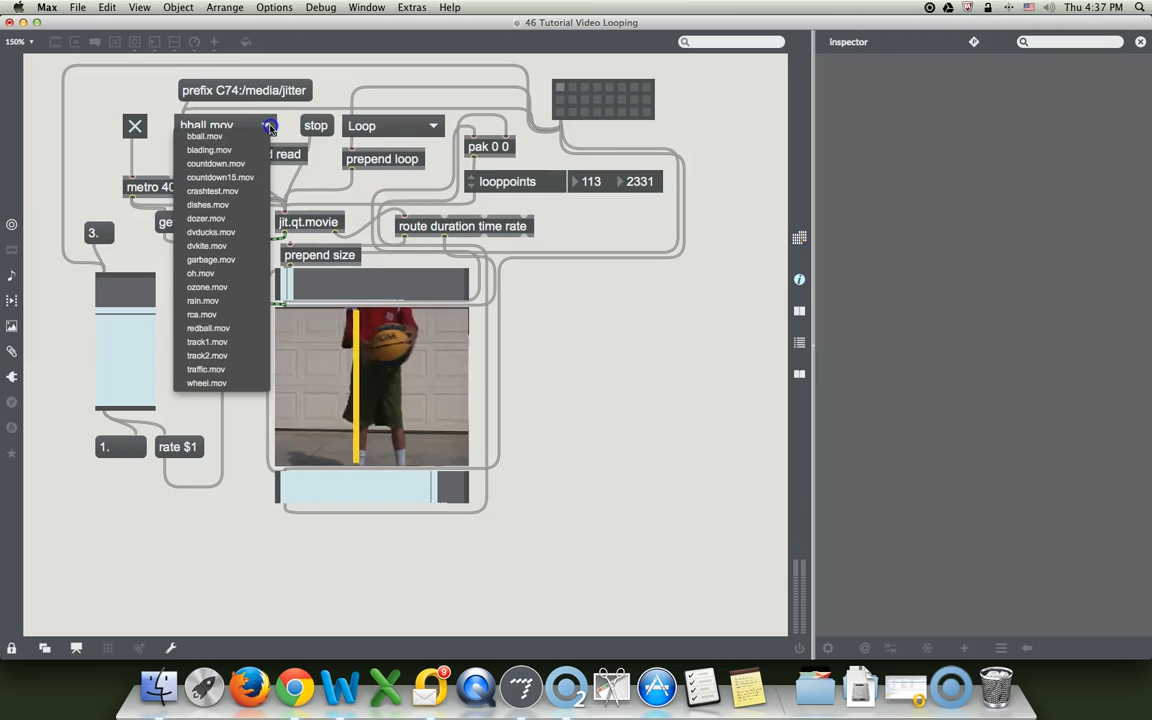 Max File Edit View Object Arrange Options Debug Window Extras Help
Thu 4:37 PM
46 Tutorial Video Looping
150%
inspector
prefix C74:/media/jitter
bball.mov
stop
Loop
bball.mov
blading.mov
countdown.mov
countdown15.mov
crashtest.mov
dishes.mov
dozer.mov
dvducks.mov
dvkite.mov
garbage.mov
oh.mov
ozone.mov
rain.mov
rca.mov
redball.mov
track1.mov
track2.mov
traffic.mov
wheel.mov
read
prepend loop
pak 0 0
metro 40
looppoints 113 2331
jit.qt.movie
route duration time rate
3.
prepend size
1.
rate $1
9
2